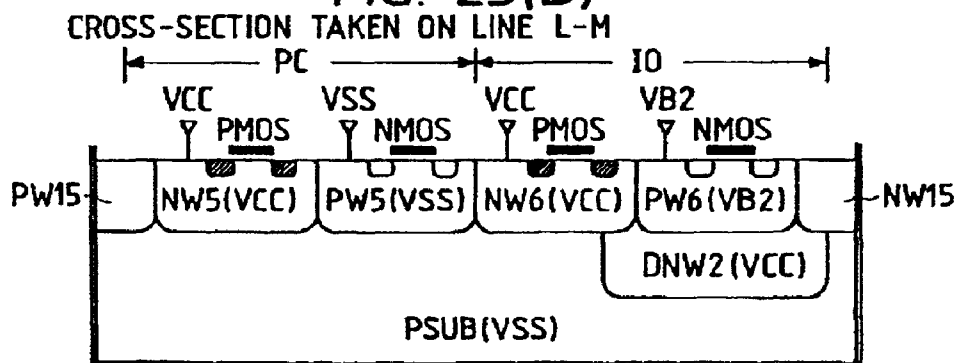 CROSS-SECTION TAKEN ON LINE L-M
PC IO
VCC VSS VCC VB2
PMOS NMOS PMOS NMOS
PW15 NW5(VCC) PW5(VSS) NW6(VCC) PW6(VB2) NW15
DNW2(VCC)
PSUB(VSS)